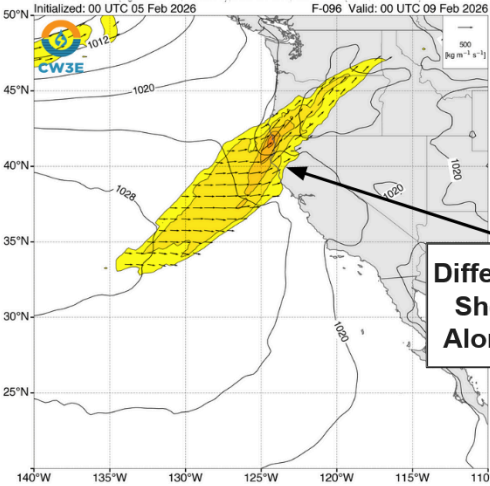 Initialized: 00 UTC 05 Feb 2026 F-096 Valid: 00 UTC 09 Feb 2026
50°N
1012
CW3E
500
[kg m⁻¹ s⁻¹]
45°N
1020
40°N
1020
1020
1028
35°N
Diffe
Sh
Alo
30°N
1020
25°N
140°W 135°W 130°W 125°W 120°W 115°W 110°